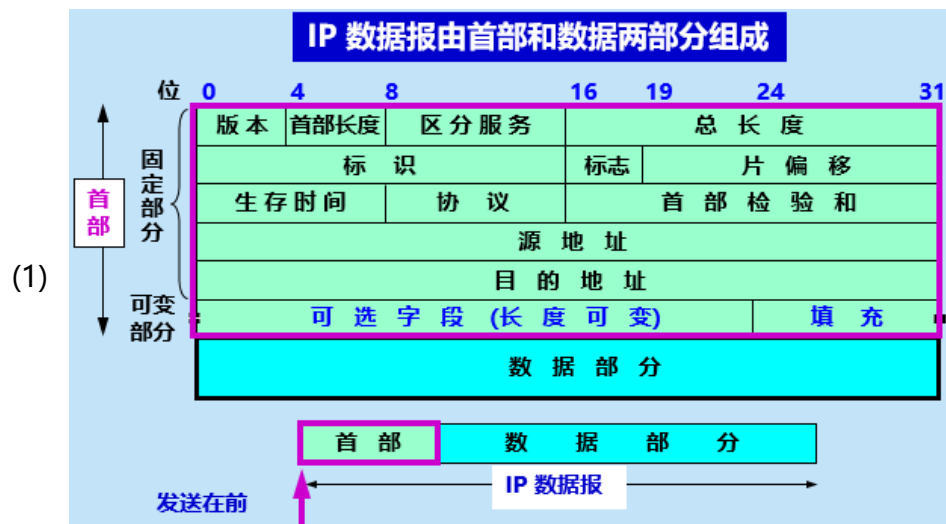 IP 数据报由首部和数据两部分组成
位 0 4 8 16 19 24 31
版本 首部长度 区分服务 总长度
标识 标志 片偏移
生存时间 协议 首部检验和
源地址
目的地址
可选字段 (长度可变) 填充
数据部分
首部
固定部分
可变部分
(1)
首部 数据部分
IP 数据报
发送在前